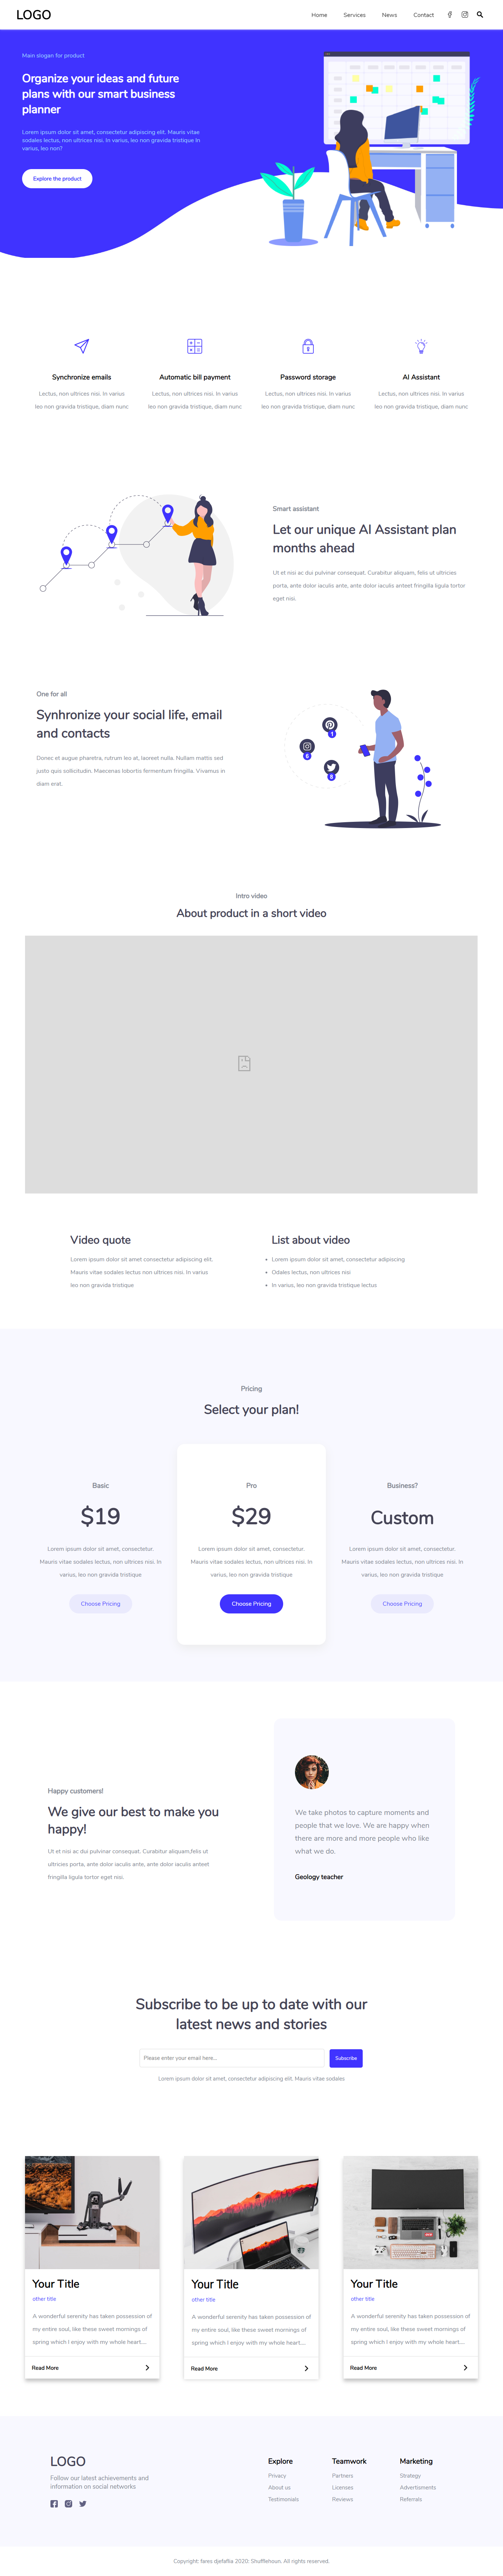 LOGO
Home Services News Contact
Main slogan for product
Organize your ideas and future
plans with our smart business
planner
Lorem ipsum dolor sit amet, consectetur adipiscing elit. Mauris vitae
sodales lectus, non ultrices nisi. In varius, leo non gravida tristique In
varius, leo non?
Explore the product
Synchronize emails
Lectus, non ultrices nisi. In varius
leo non gravida tristique, diam nunc
Automatic bill payment
Lectus, non ultrices nisi. In varius
leo non gravida tristique, diam nunc
Password storage
Lectus, non ultrices nisi. In varius
leo non gravida tristique, diam nunc
AI Assistant
Lectus, non ultrices nisi. In varius
leo non gravida tristique, diam nunc
Smart assistant
Let our unique AI Assistant plan
months ahead
Ut et nisi ac dui pulvinar consequat. Curabitur aliquam, felis ut ultricies
porta, ante dolor iaculis ante, ante dolor iaculis anteet fringilla ligula tortor
eget nisi.
One for all
Synhronize your social life, email
and contacts
Donec et augue pharetra, rutrum leo at, laoreet nulla. Nullam mattis sed
justo quis sollicitudin. Maecenas lobortis fermentum fringilla. Vivamus in
diam erat.
1
6
8
Intro video
About product in a short video
Video quote
Lorem ipsum dolor sit amet consectetur adipiscing elit.
Mauris vitae sodales lectus non ultrices nisi. In varius
leo non gravida tristique
List about video
Lorem ipsum dolor sit amet, consectetur adipiscing
Odales lectus, non ultrices nisi
In varius, leo non gravida tristique lectus
Pricing
Select your plan!
Basic
$19
Lorem ipsum dolor sit amet, consectetur.
Mauris vitae sodales lectus, non ultrices nisi. In
varius, leo non gravida tristique
Choose Pricing
Pro
$29
Lorem ipsum dolor sit amet, consectetur.
Mauris vitae sodales lectus, non ultrices nisi. In
varius, leo non gravida tristique
Choose Pricing
Business?
Custom
Lorem ipsum dolor sit amet, consectetur.
Mauris vitae sodales lectus, non ultrices nisi. In
varius, leo non gravida tristique
Choose Pricing
Happy customers!
We give our best to make you
happy!
Ut et nisi ac dui pulvinar consequat. Curabitur aliquam,felis ut
ultricies porta, ante dolor iaculis ante, ante dolor iaculis anteet
fringilla ligula tortor eget nisi.
We take photos to capture moments and
people that we love. We are happy when
there are more and more people who like
what we do.
Geology teacher
Subscribe to be up to date with our
latest news and stories
Please enter your email here...
Subscribe
Lorem ipsum dolor sit amet, consectetur adipiscing elit. Mauris vitae sodales
Your Title
other title
A wonderful serenity has taken possession of
my entire soul, like these sweet mornings of
spring which I enjoy with my whole heart....
Read More
Your Title
other title
A wonderful serenity has taken possession of
my entire soul, like these sweet mornings of
spring which I enjoy with my whole heart....
Read More
Your Title
other title
A wonderful serenity has taken possession of
my entire soul, like these sweet mornings of
spring which I enjoy with my whole heart....
Read More
LOGO
Follow our latest achievements and
information on social networks
Explore
Privacy
About us
Testimonials
Teamwork
Partners
Licenses
Reviews
Marketing
Strategy
Advertisments
Referrals
Copyright: fares djefaflia 2020: Shufflehoun. All rights reserved.